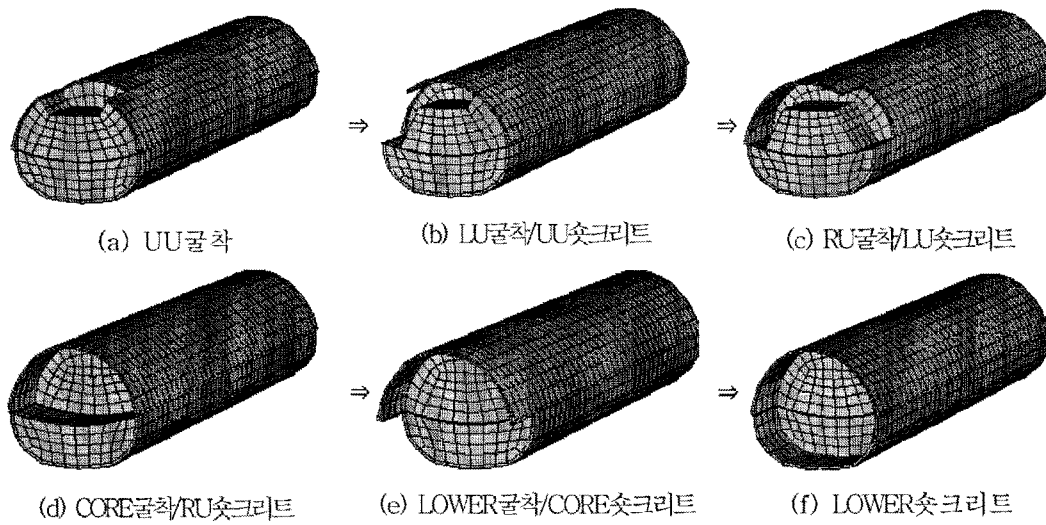 (a) UU굴착
⇒
(b) LU굴착/UU숏크리트
⇒
(c) RU굴착/LU숏크리트
(d) CORE굴착/RU숏크리트
⇒
(e) LOWER굴착/CORE숏크리트
⇒
(f) LOWER숏크리트